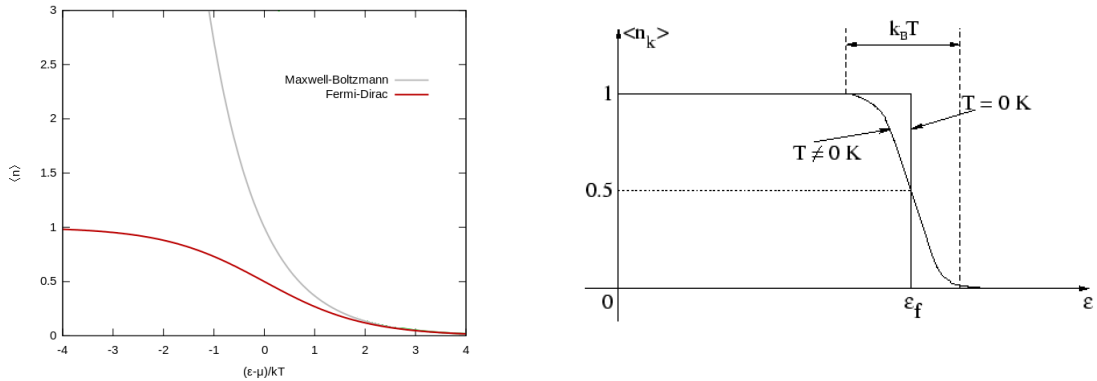 3
2.5
2
1.5
1
0.5
0
-4 -3 -2 -1 0 1 2 3 4
⟨n⟩
(ε-μ)/kT
Maxwell-Boltzmann
Fermi-Dirac
<n_k>
k_BT
1
T = 0 K
T ≠ 0 K
0.5
0
ε_f
ε